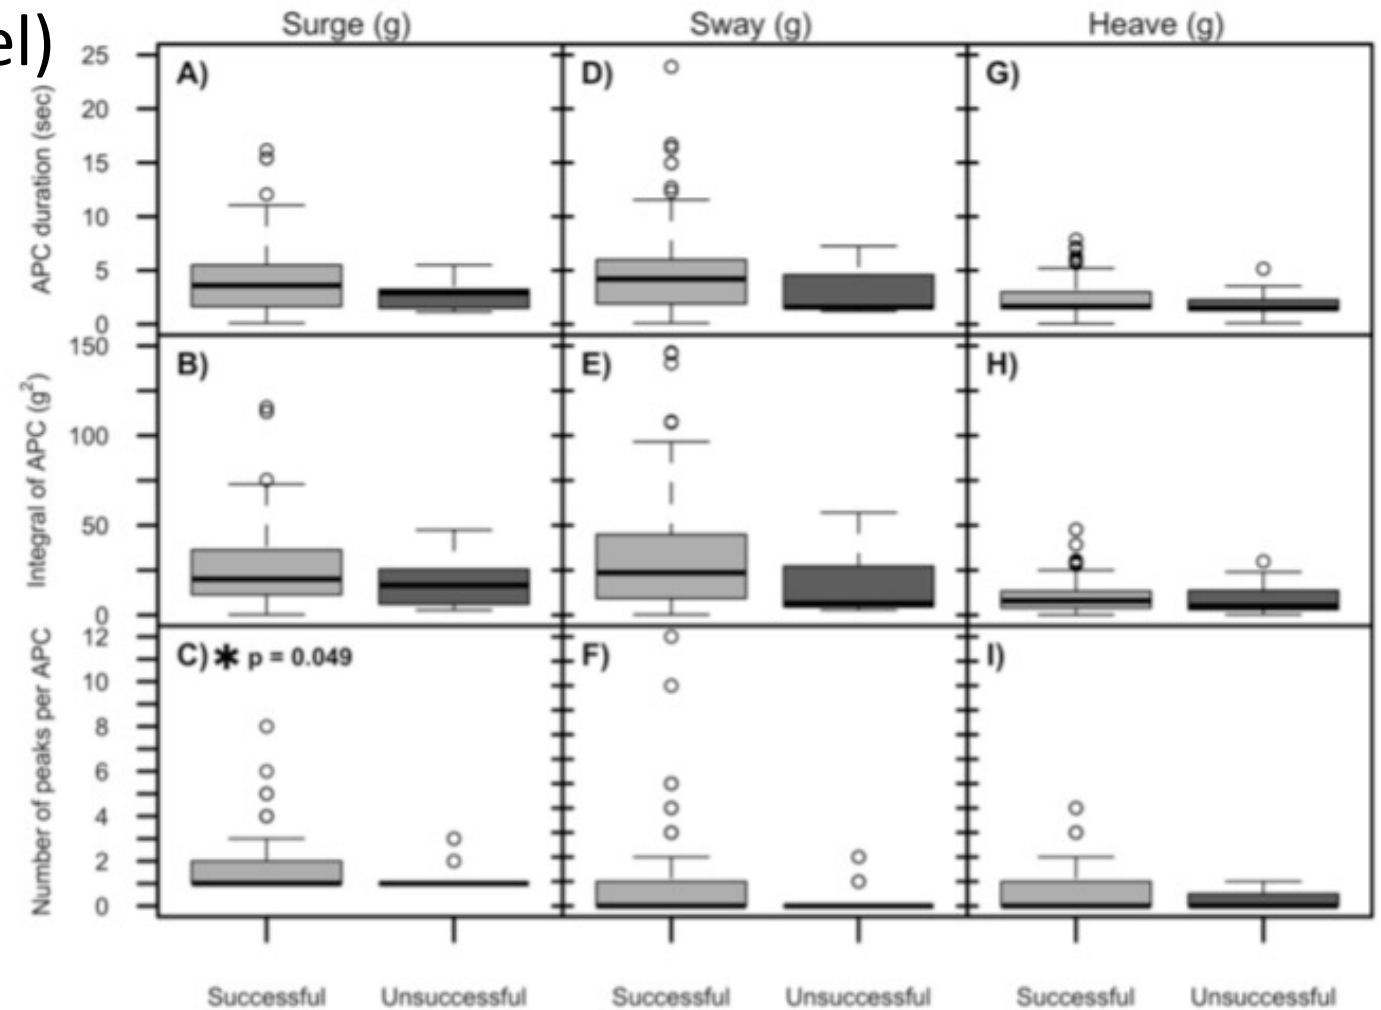 el)
Surge (g) Sway (g) Heave (g)
APC duration (sec)
25
20
15
10
5
0
A) D) G)
Integral of APC (g²)
150
100
50
0
B) E) H)
Number of peaks per APC
12
10
8
6
4
2
0
C) * p = 0.049 F) I)
Successful Unsuccessful Successful Unsuccessful Successful Unsuccessful